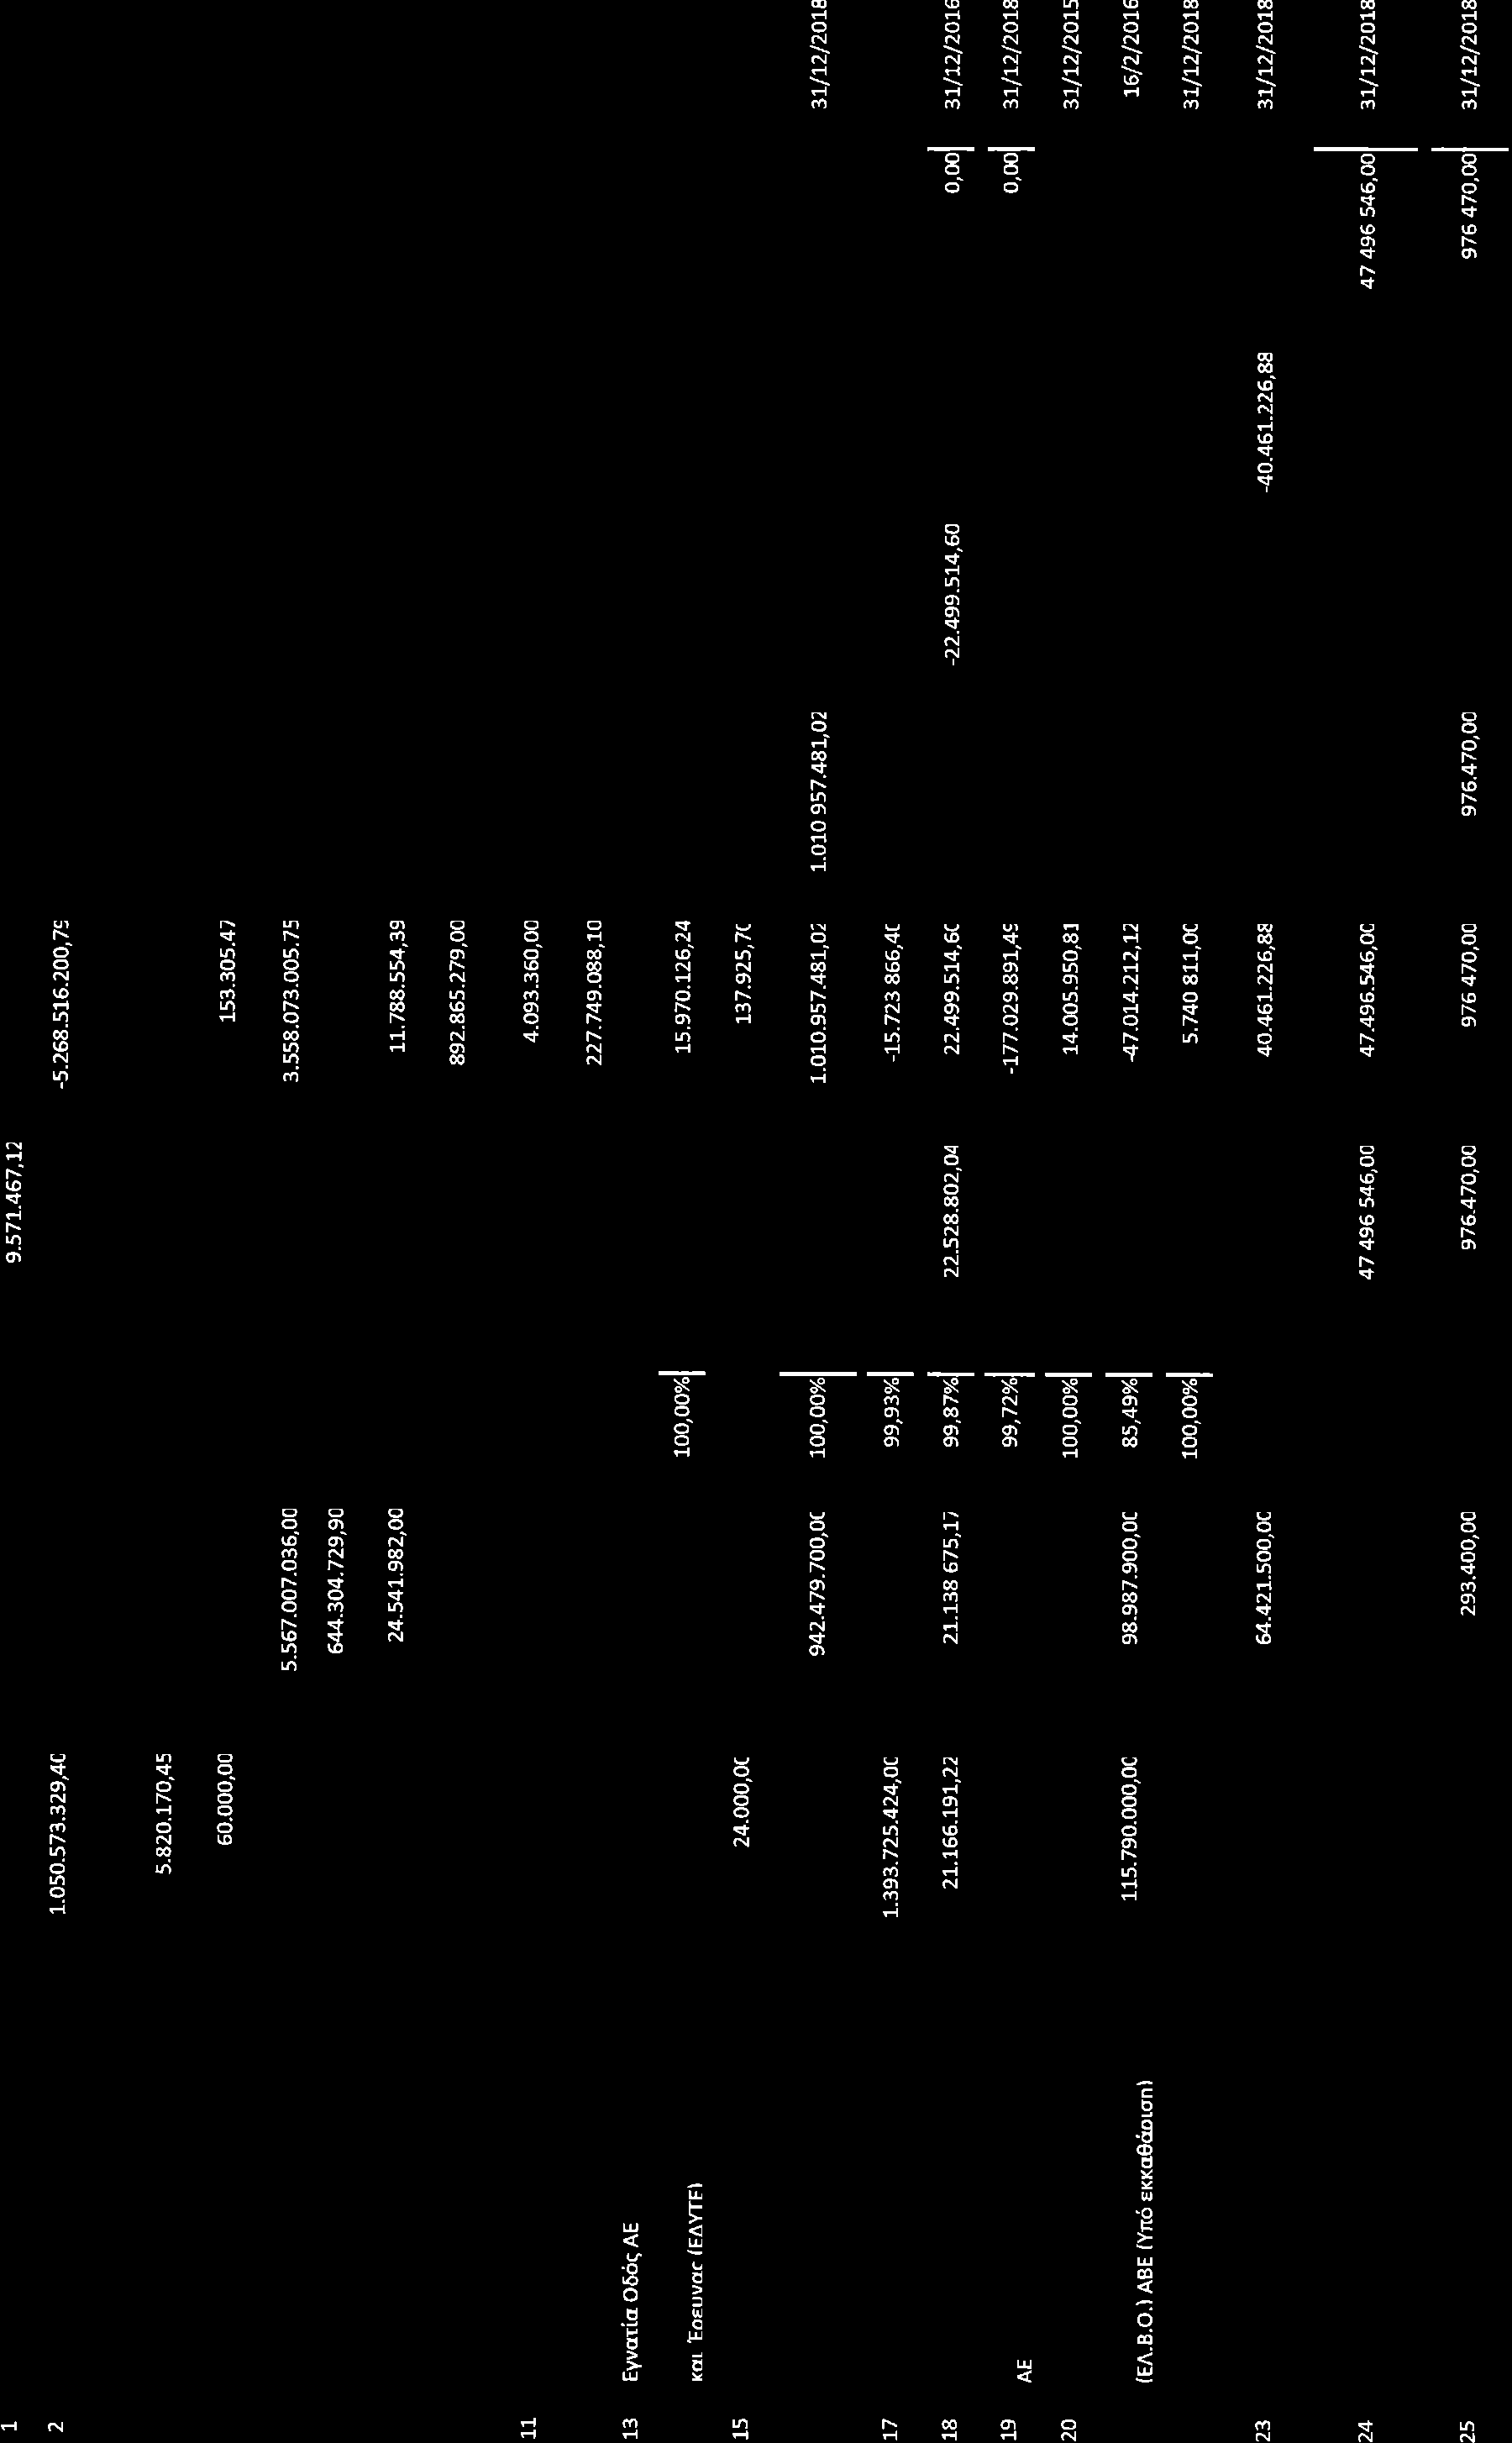 1 9.571.467,12
2 1.050.573.329,40 -5.268.516.200,79
5.820.170,45
60.000,00 153.305.47
5.567.007.036,00 3.558.073.005.75
644.304.729,90
24.541.982,00 11.788.554,39
892.865.279,00
11 4.093.360,00
227.749.088,10
13 Εγνατία Οδός ΑΕ
και Έρευνας (ΕΔΥΤΕ) 100,00% 15.970.126,24
15 24.000,00 137.925,70
942.479.700,00 100,00% 1.010.957.481,02 1.010 957.481,02 31/12/2018
17 1.393.725.424,00 99,93% -15.723 866,40
18 21.166.191,22 21.138 675,17 99,87% 22.528.802,04 22.499.514,60 -22.499.514,60 0,00 31/12/2016
19 ΑΕ 99,72% -177.029.891,49 0,00 31/12/2018
20 100,00% 14.005.950,81 31/12/2015
(ΕΛ.Β.Ο.) ΑΒΕ (Υπό εκκαθάριση) 115.790.000,00 98.987.900,00 85,49% -47.014.212,12 16/2/2016
100,00% 5.740 811,00 31/12/2018
23 64.421.500,00 40.461.226,88 -40.461.226,88 31/12/2018
24 47 496 546,00 47.496.546,00 47 496 546,00 31/12/2018
25 293.400,00 976.470,00 976 470,00 976.470,00 976 470,00 31/12/2018